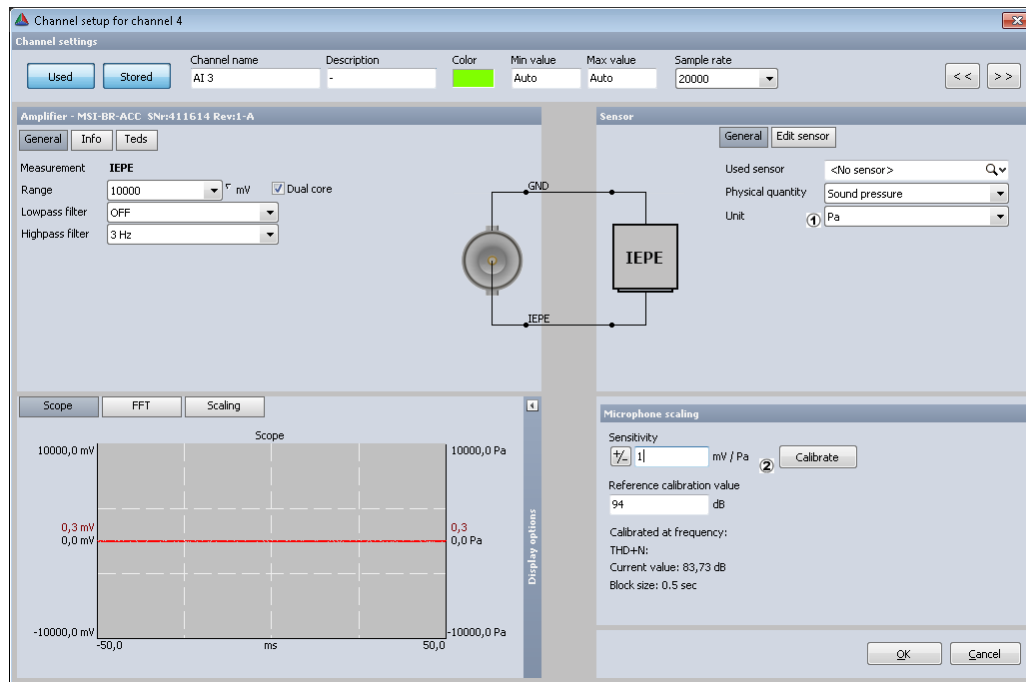 Channel setup for channel 4
Channel settings
Used
Stored
Channel name
AI 3
Description
-
Color
Min value
Auto
Max value
Auto
Sample rate
20000
< <
> >
Amplifier - MSI-BR-ACC SNr:411614 Rev:1-A
General Info Teds
Measurement IEPE
Range 10000 mV Dual core
Lowpass filter OFF
Highpass filter 3 Hz
GND
IEPE
IEPE
Sensor
General Edit sensor
Used sensor <No sensor>
Physical quantity Sound pressure
Unit 1 Pa
Scope FFT Scaling
Scope
10000,0 mV 10000,0 Pa
0,3 mV 0,3
0,0 mV 0,0 Pa
-10000,0 mV -10000,0 Pa
-50,0 ms 50,0
Display options
Microphone scaling
Sensitivity
+/- 1 mV / Pa 2 Calibrate
Reference calibration value
94 dB
Calibrated at frequency:
THD+N:
Current value: 83,73 dB
Block size: 0.5 sec
OK Cancel